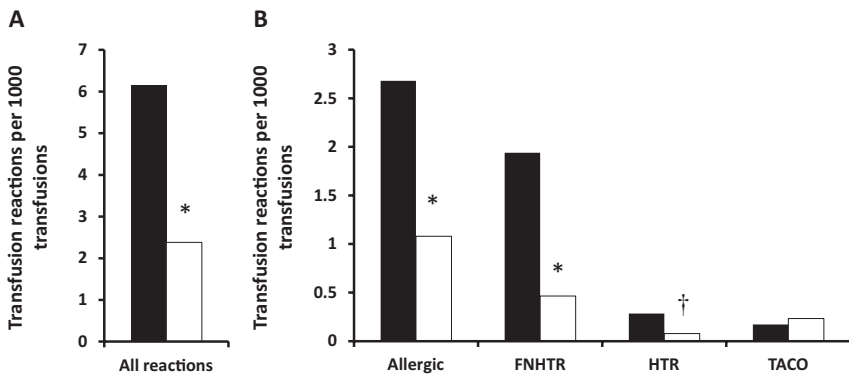 A
Transfusion reactions per 1000
transfusions
7
6
5
4
3
2
1
0
*
All reactions
B
Transfusion reactions per 1000
transfusions
3
2.5
2
1.5
1
0.5
0
*
*
†
Allergic
FNHTR
HTR
TACO